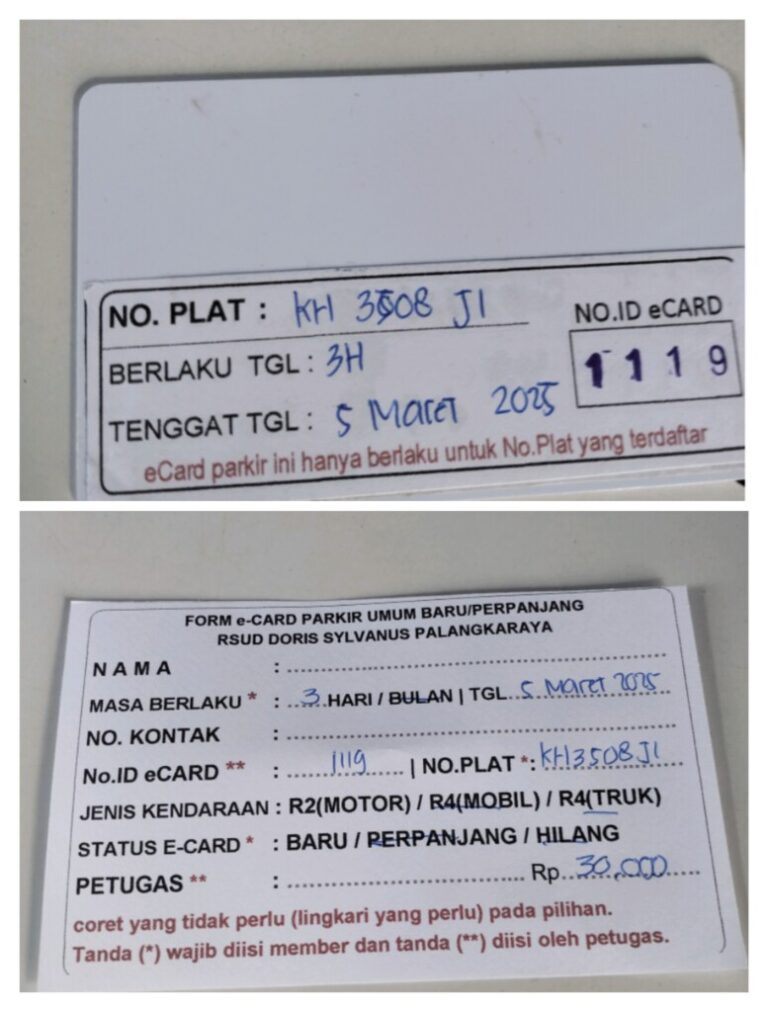 NO. PLAT : KH 3508 JI
NO.ID eCARD
BERLAKU TGL : 3H
1 1 1 9
TENGGAT TGL : 5 Maret 2025
eCard parkir ini hanya berlaku untuk No.Plat yang terdaftar
FORM e-CARD PARKIR UMUM BARU/PERPANJANG
RSUD DORIS SYLVANUS PALANGKARAYA
NAMA : ..........
MASA BERLAKU * : ..3.HARI / BULAN | TGL..5 Maret 2025
NO. KONTAK : ..........
No.ID eCARD ** : ....1119.... | NO.PLAT *: KH3508JI
JENIS KENDARAAN : R2(MOTOR) / R4(MOBIL) / R4(TRUK)
STATUS E-CARD * : BARU / PERPANJANG / HILANG
PETUGAS ** : .......... Rp..30,000.....
coret yang tidak perlu (lingkari yang perlu) pada pilihan.
Tanda (*) wajib diisi member dan tanda (**) diisi oleh petugas.